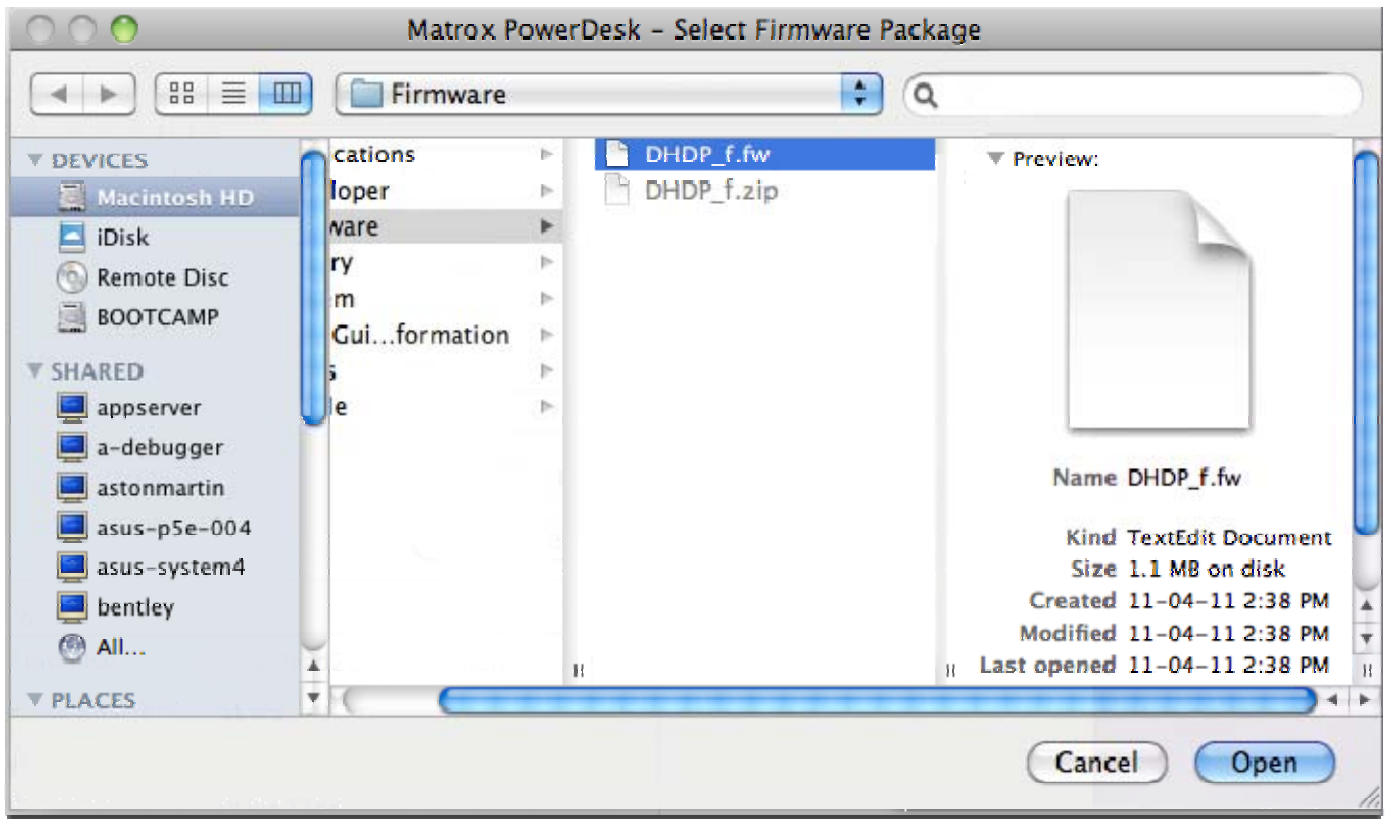 Matrox PowerDesk – Select Firmware Package
Firmware
DEVICES
Macintosh HD
iDisk
Remote Disc
BOOTCAMP
SHARED
appserver
a-debugger
astonmartin
asus-p5e-004
asus-system4
bentley
All...
PLACES
cations
loper
ware
ry
m
Gui...formation
s
le
DHDP_f.fw
DHDP_f.zip
Preview:
Name DHDP_f.fw
Kind TextEdit Document
Size 1.1 MB on disk
Created 11-04-11 2:38 PM
Modified 11-04-11 2:38 PM
Last opened 11-04-11 2:38 PM
Cancel
Open